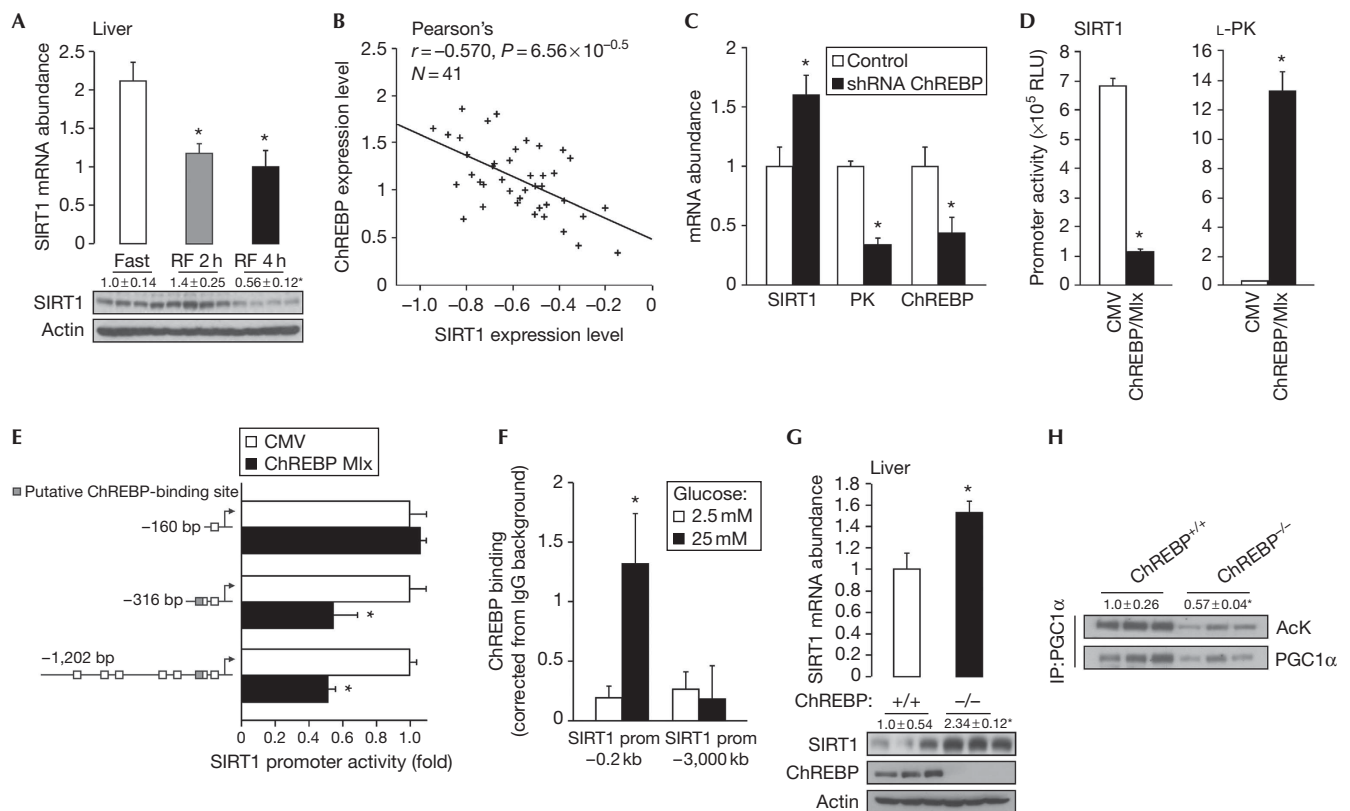 A
Liver
SIRT1 mRNA abundance
2.5
2
1.5
1
0.5
0
*
*
Fast
RF 2 h
RF 4 h
1.0±0.14
1.4±0.25
0.56±0.12*
SIRT1
Actin
B
Pearson's
r=−0.570, P=6.56×10−0.5
N=41
ChREBP expression level
2.5
2
1.5
1
0.5
0
−1.0
−0.8
−0.6
−0.4
−0.2
0
SIRT1 expression level
C
Control
shRNA ChREBP
mRNA abundance
2
1.5
1
0.5
0
*
*
*
SIRT1
PK
ChREBP
D
SIRT1
Promoter activity (×105 RLU)
8
7
6
5
4
3
2
1
0
*
CMV
ChREBP/Mlx
L-PK
16
14
12
10
8
6
4
2
0
*
CMV
ChREBP/Mlx
E
CMV
ChREBP Mlx
Putative ChREBP-binding site
−160 bp
−316 bp
*
−1,202 bp
*
0
0.2
0.4
0.6
0.8
1.0
SIRT1 promoter activity (fold)
F
ChREBP binding
(corrected from IgG background)
2
1.5
1
0.5
0
*
Glucose:
2.5 mM
25 mM
SIRT1 prom
−0.2 kb
SIRT1 prom
−3,000 kb
G
Liver
SIRT1 mRNA abundance
1.8
1.6
1.4
1.2
1
0.8
0.6
0.4
0.2
0
*
ChREBP:
+/+
−/−
1.0±0.54
2.34±0.12*
SIRT1
ChREBP
Actin
H
ChREBP+/+
ChREBP−/−
1.0±0.26
0.57±0.04*
IP:PGC1α
AcK
PGC1α